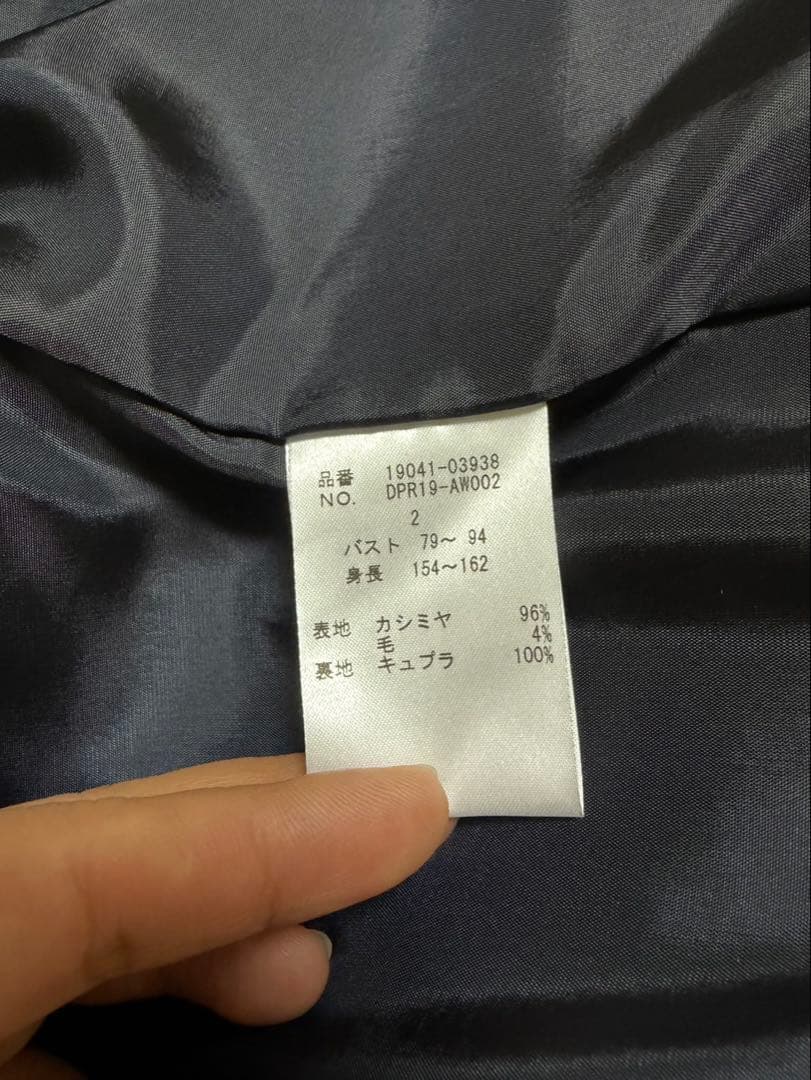 品番 19041-03938
NO. DPR19-AW002
2
バスト 79～ 94
身長 154～162
表地 カシミヤ 96%
毛 4%
裏地 キュプラ 100%